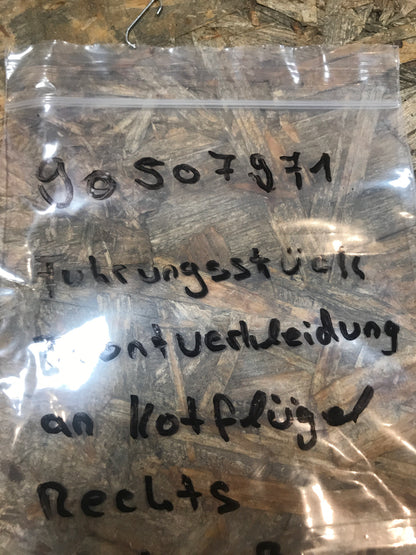 90507971
Führungsstück
Frontverkleidung
an Kotflügel
Rechts